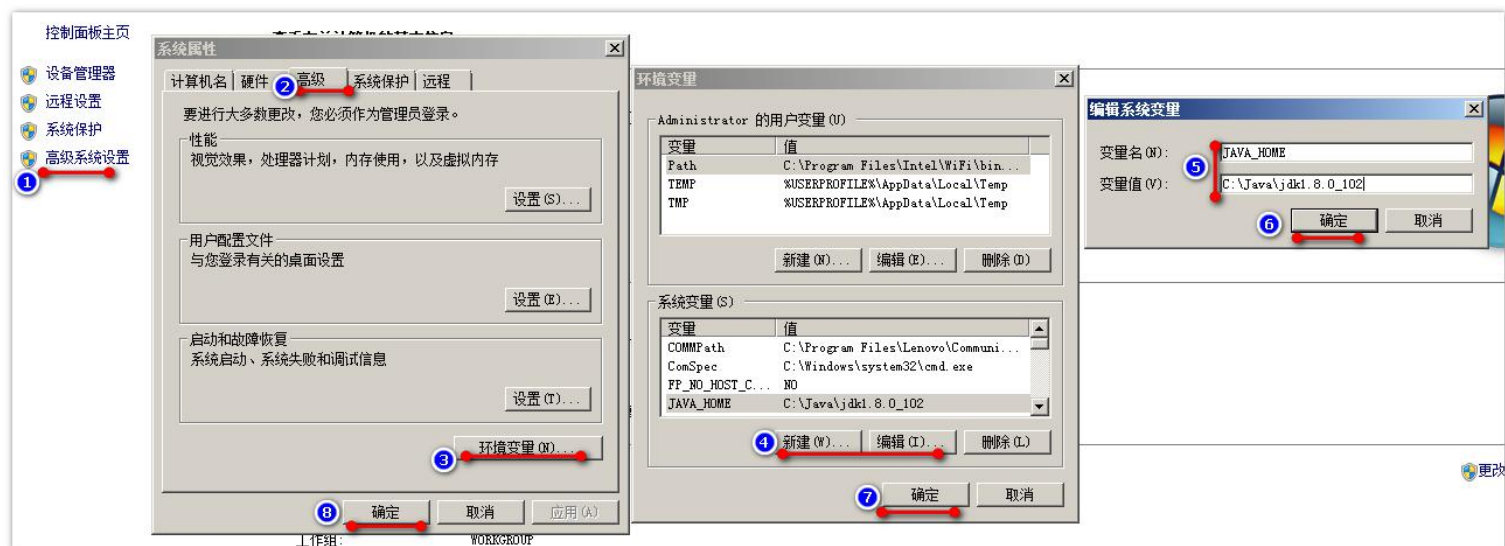 控制面板主页
设备管理器
远程设置
系统保护
高级系统设置
1
系统属性
计算机名 硬件 2 高级 系统保护 远程
要进行大多数更改，您必须作为管理员登录。
性能
视觉效果，处理器计划，内存使用，以及虚拟内存
设置(S)...
用户配置文件
与您登录有关的桌面设置
设置(E)...
启动和故障恢复
系统启动、系统失败和调试信息
设置(T)...
环境变量(N)...
3
8 确定 取消 应用(A)
工作组: WORKGROUP
环境变量
Administrator 的用户变量(U)
变量 值
Path C:\Program Files\Intel\WiFi\bin...
TEMP %USERPROFILE%\AppData\Local\Temp
TMP %USERPROFILE%\AppData\Local\Temp
新建(N)... 编辑(E)... 删除(D)
系统变量(S)
变量 值
COMMPath C:\Program Files\Lenovo\Communi...
ComSpec C:\Windows\system32\cmd.exe
FP_NO_HOST_C... NO
JAVA_HOME C:\Java\jdk1.8.0_102
4 新建(W)... 编辑(I)... 删除(L)
7 确定 取消
编辑系统变量
变量名(N): JAVA_HOME
5
变量值(V): C:\Java\jdk1.8.0_102
6 确定 取消
更改